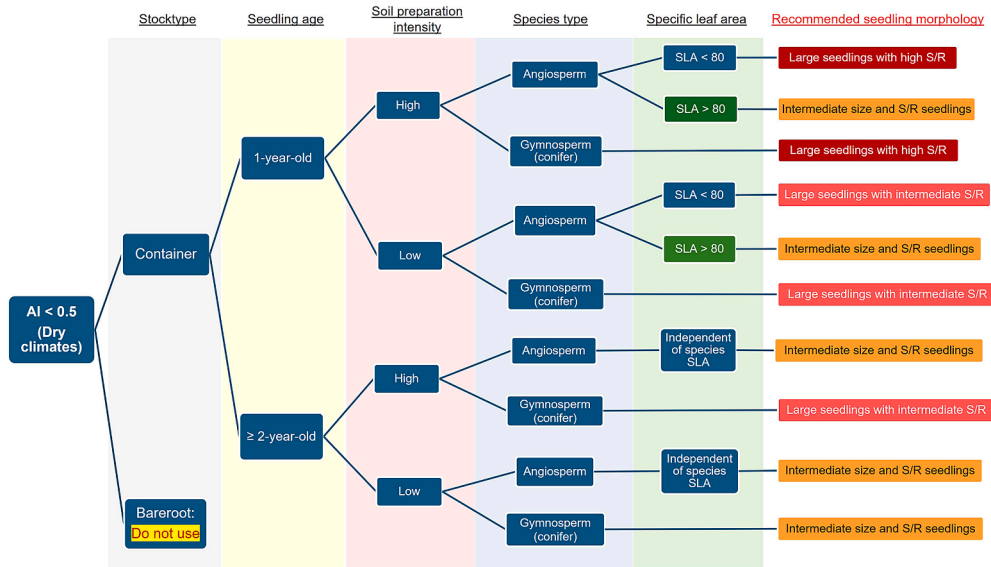 Stocktype
Seedling age
Soil preparation
intensity
Species type
Specific leaf area
Recommended seedling morphology
AI < 0.5
(Dry
climates)
Container
Bareroot:
Do not use
1-year-old
≥ 2-year-old
High
Low
High
Low
Angiosperm
Gymnosperm
(conifer)
Angiosperm
Gymnosperm
(conifer)
Angiosperm
Gymnosperm
(conifer)
Angiosperm
Gymnosperm
(conifer)
SLA < 80
SLA > 80
SLA < 80
SLA > 80
Independent
of species
SLA
Independent
of species
SLA
Large seedlings with high S/R
Intermediate size and S/R seedlings
Large seedlings with high S/R
Large seedlings with intermediate S/R
Intermediate size and S/R seedlings
Large seedlings with intermediate S/R
Intermediate size and S/R seedlings
Large seedlings with intermediate S/R
Intermediate size and S/R seedlings
Intermediate size and S/R seedlings